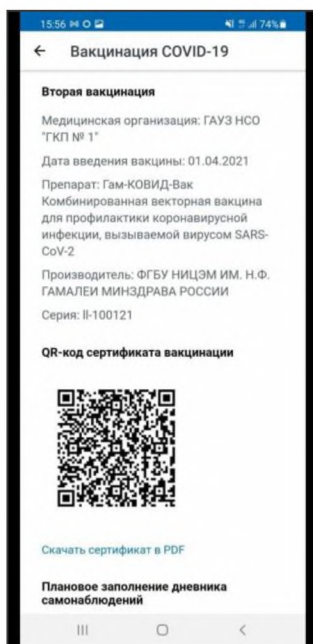 15:56 74%
Вакцинация COVID-19
Вторая вакцинация
Медицинская организация: ГАУЗ НСО
"ГКП № 1"
Дата введения вакцины: 01.04.2021
Препарат: Гам-КОВИД-Вак
Комбинированная векторная вакцина
для профилактики коронавирусной
инфекции, вызываемой вирусом SARS-
CoV-2
Производитель: ФГБУ НИЦЭМ ИМ. Н.Ф.
ГАМАЛЕИ МИНЗДРАВА РОССИИ
Серия: II-100121
QR-код сертификата вакцинации
Скачать сертификат в PDF
Плановое заполнение дневника
самонаблюдений